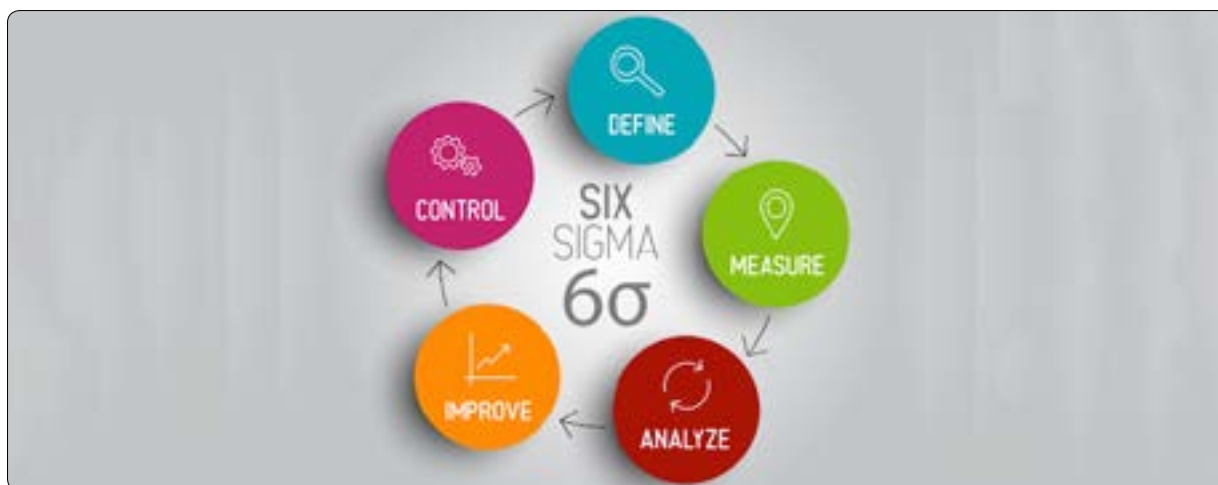 DEFINE
CONTROL
SIX
SIGMA
6σ
MEASURE
IMPROVE
ANALYZE